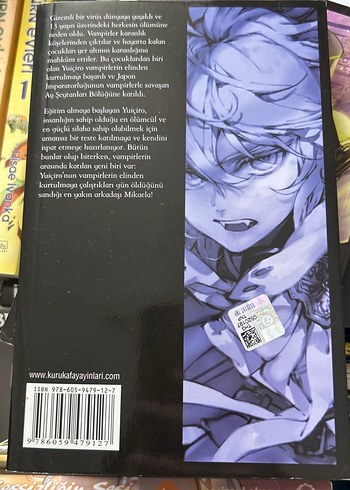 Gizemli bir virüs dünyaya yayıldı ve
13 yaşın üzerindeki herkesin ölümüne
neden oldu. Vampirler karanlık
köşelerinden çıktılar ve hayatta kalan
çocukları yer altının karanlığına
mahkûm ettiler. Bu çocuklardan biri
olan Yuiçiro vampirlerin elinden
kurtulmayı başardı ve Japon
İmparatorluğunun vampirlerle savaşan
Ay Şeytanları Bölüğüne katıldı.
Eğitim almaya başlayan Yuiçiro,
insanlığın sahip olduğu en ölümcül ve
en güçlü silaha sahip olabilmek için
amansız bir teste katılmaya ve kendini
ispat etmeye hazırlanıyor. Bütün
bunlar olup biterken, vampirlerin
arasında katılan yeni biri var:
Yuiçiro'nun vampirlerin elinden
kurtulmaya çalıştıkları gün öldüğünü
sandığı en yakın arkadaşı Mikaela!
www.kurukafayayinlari.com
ISBN 978-605-9479-12-7
9 786059 479127
1